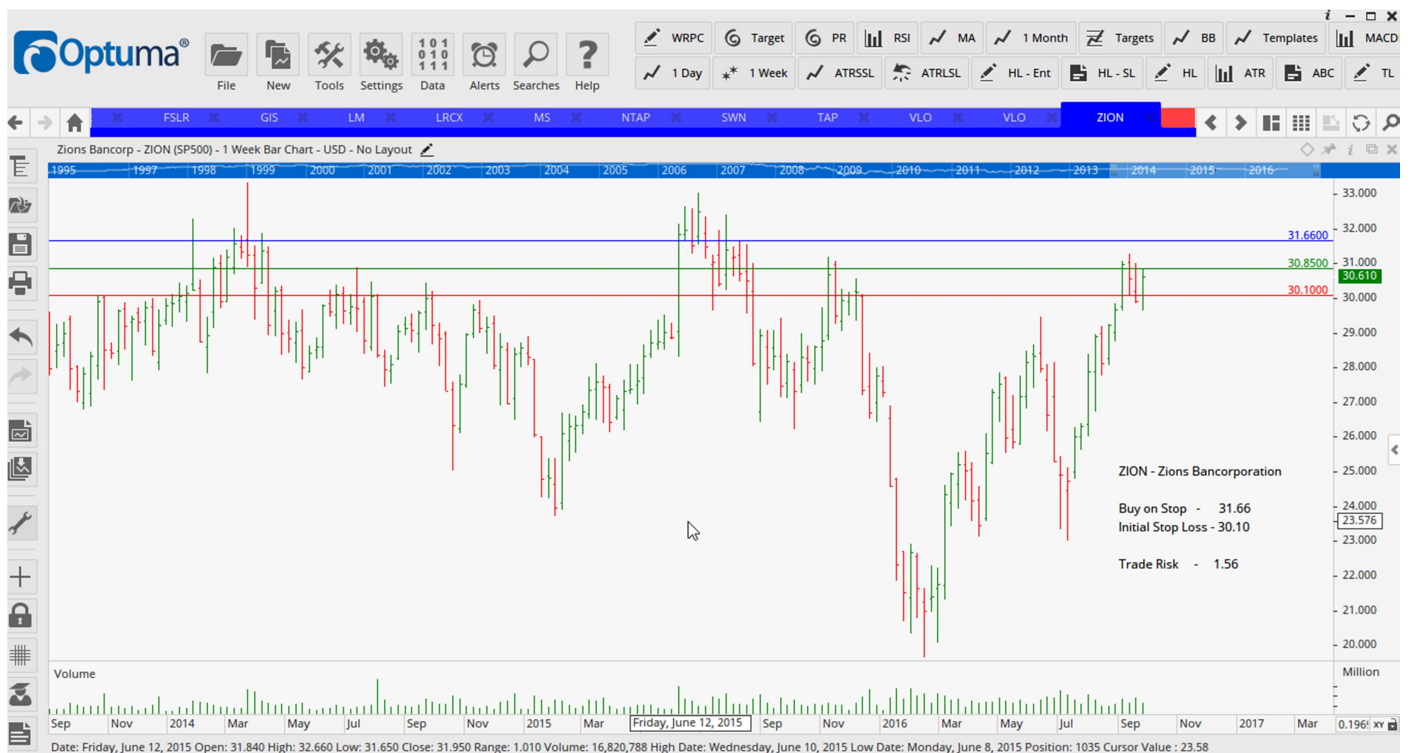 i
Optuma®
File New Tools Settings Data Alerts Searches Help
WRPC Target PR RSI MA 1 Month Targets BB Templates MACD
1 Day 1 Week ATRSSL ATRLSL HL - Ent HL - SL HL ATR ABC TL
FSLR GIS LM LRCX MS NTAP SWN TAP VLO VLO ZION
Zions Bancorp - ZION (SP500) - 1 Week Bar Chart - USD - No Layout
1995 1997 1998 1999 2000 2001 2002 2003 2004 2005 2006 2007 2008 2009 2010 2011 2012 2013 2014 2015 2016
33.000
32.000
31.6600
31.000
30.8500
30.610
30.1000
30.000
29.000
28.000
27.000
26.000
25.000
ZION - Zions Bancorporation
24.000
Buy on Stop - 31.66
23.576
Initial Stop Loss - 30.10
23.000
Trade Risk - 1.56
22.000
21.000
20.000
Volume
Million
Sep Nov 2014 Mar May Jul Sep Nov 2015 Mar Friday, June 12, 2015 Sep Nov 2016 Mar May Jul Sep Nov 2017 Mar XY
Date: Friday, June 12, 2015 Open: 31.840 High: 32.660 Low: 31.650 Close: 31.950 Range: 1.010 Volume: 16,820,788 High Date: Wednesday, June 10, 2015 Low Date: Monday, June 8, 2015 Position: 1035 Cursor Value : 23.58